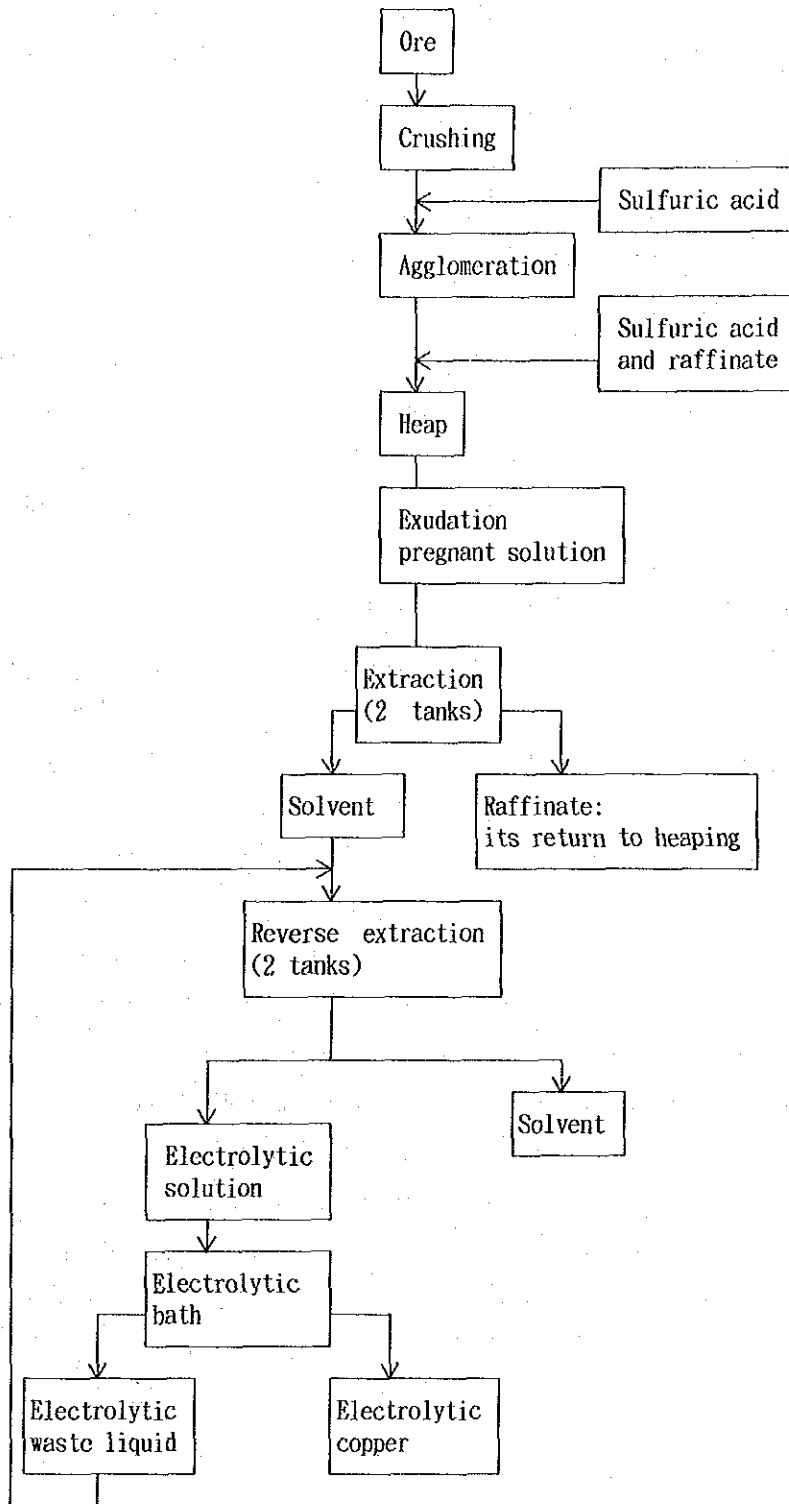 Ore
Crushing
Sulfuric acid
Agglomeration
Sulfuric acid
and raffinate
Heap
Exudation
pregnant solution
Extraction
(2 tanks)
Solvent
Raffinate:
its return to heaping
Reverse extraction
(2 tanks)
Solvent
Electrolytic
solution
Electrolytic
bath
Electrolytic
waste liquid
Electrolytic
copper